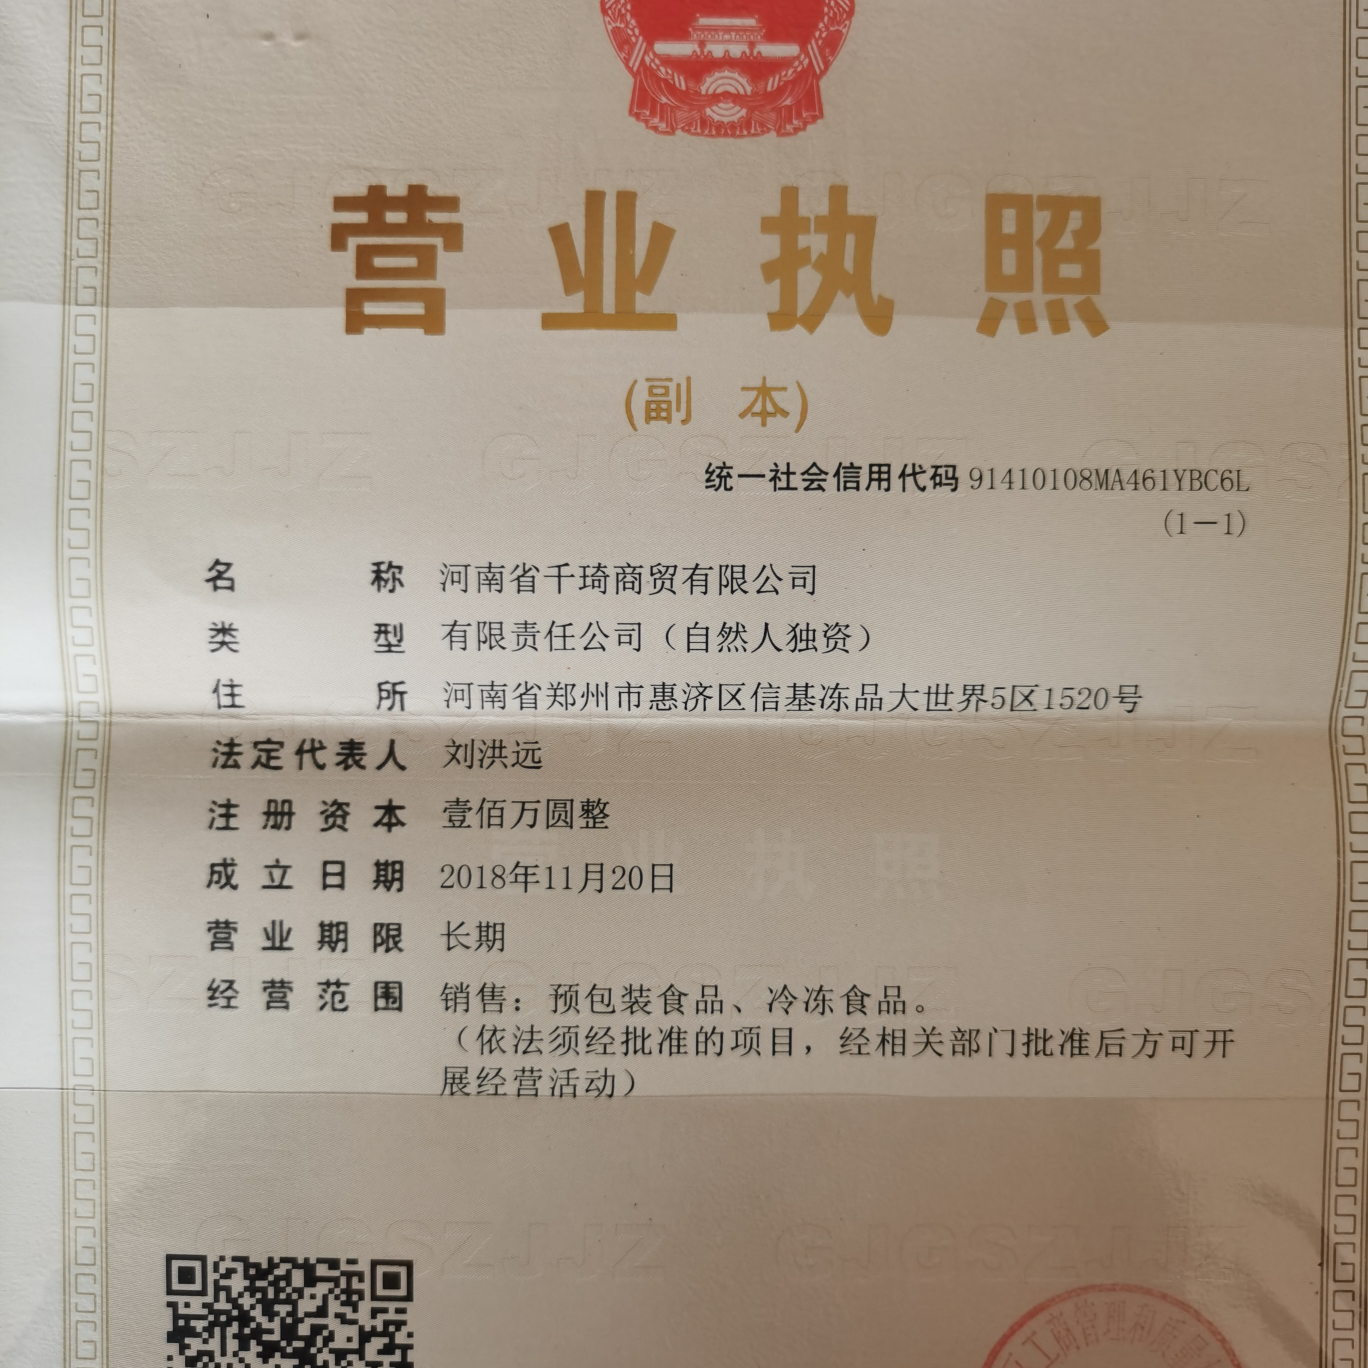 营业执照
(副 本)
统一社会信用代码 91410108MA461YBC6L
(1-1)
名称 河南省千琦商贸有限公司
类型 有限责任公司（自然人独资）
住所 河南省郑州市惠济区信基冻品大世界5区1520号
法定代表人 刘洪远
注册资本 壹佰万圆整
成立日期 2018年11月20日
营业期限 长期
经营范围 销售：预包装食品、冷冻食品。
（依法须经批准的项目，经相关部门批准后方可开
展经营活动）
工商管理和质